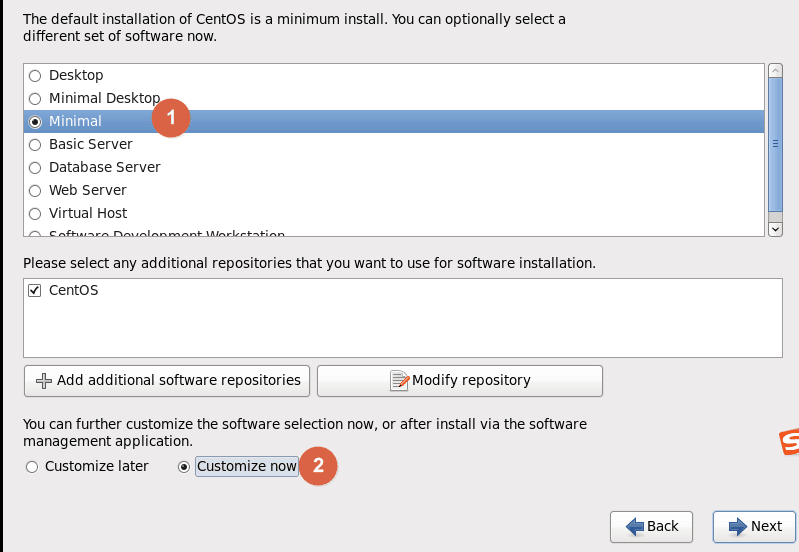 The default installation of CentOS is a minimum install. You can optionally select a
different set of software now.
Desktop
Minimal Desktop
Minimal
1
Basic Server
Database Server
Web Server
Virtual Host
Software Development Workstation
Please select any additional repositories that you want to use for software installation.
CentOS
Add additional software repositories
Modify repository
You can further customize the software selection now, or after install via the software
management application.
Customize later
Customize now
2
Back
Next
S